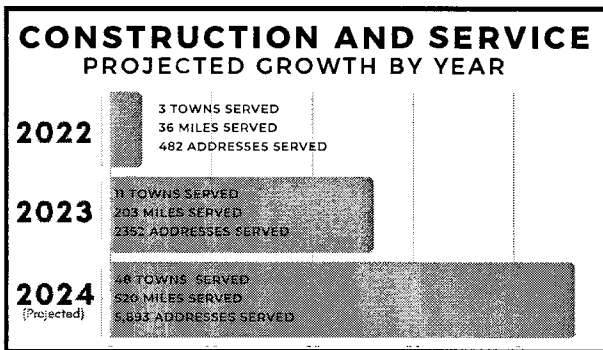 CONSTRUCTION AND SERVICE
PROJECTED GROWTH BY YEAR
2022
3 TOWNS SERVED
36 MILES SERVED
482 ADDRESSES SERVED
2023
11 TOWNS SERVED
203 MILES SERVED
2352 ADDRESSES SERVED
2024
(Projected)
48 TOWNS SERVED
520 MILES SERVED
5,893 ADDRESSES SERVED